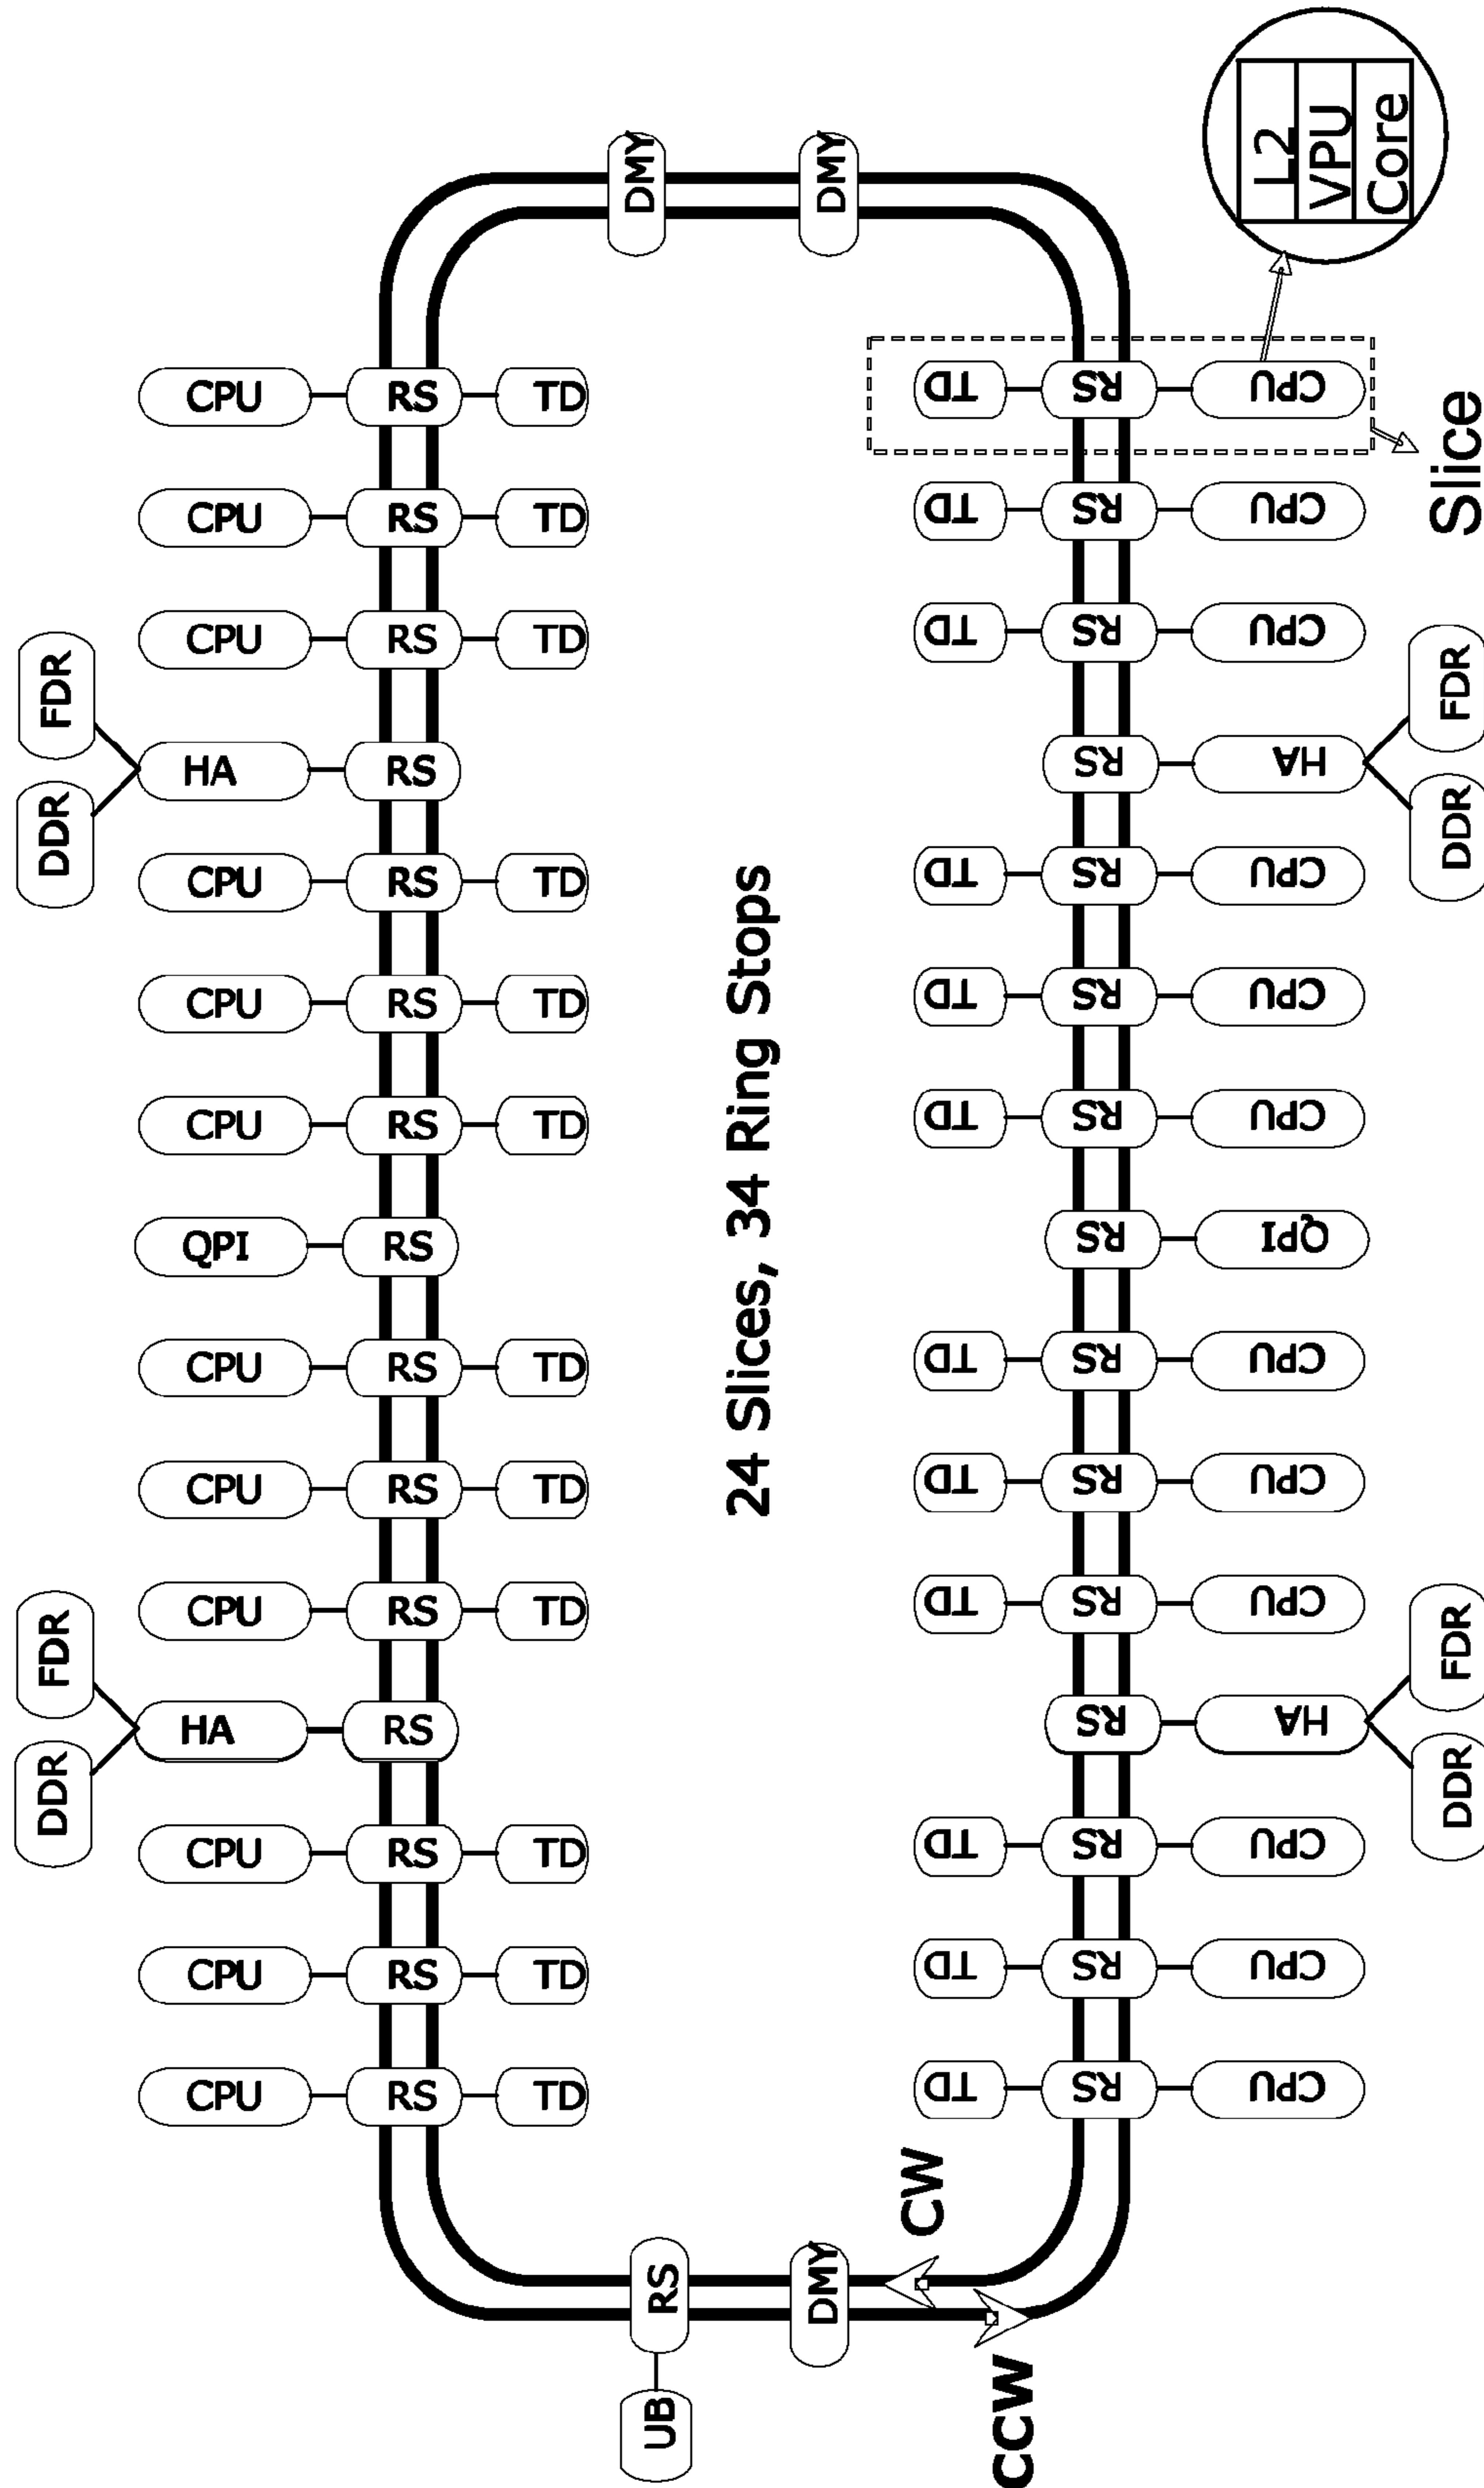 L2
VPU
Core
DMY
DMY
CPU RS TD TD RS CPU
CPU RS TD TD RS CPU
Slice
CPU RS TD TD RS CPU
FDR FDR
HA RS RS HA
DDR DDR
CPU RS TD TD RS CPU
CPU RS TD TD RS CPU
CPU RS TD TD RS CPU
24 Slices, 34 Ring Stops
QPI RS RS QPI
CPU RS TD TD RS CPU
CPU RS TD TD RS CPU
CPU RS TD TD RS CPU
FDR FDR
HA RS RS HA
DDR DDR
CPU RS TD TD RS CPU
CPU RS TD TD RS CPU
CPU RS TD TD RS CPU
CW
RS
DMY
UB
CCW